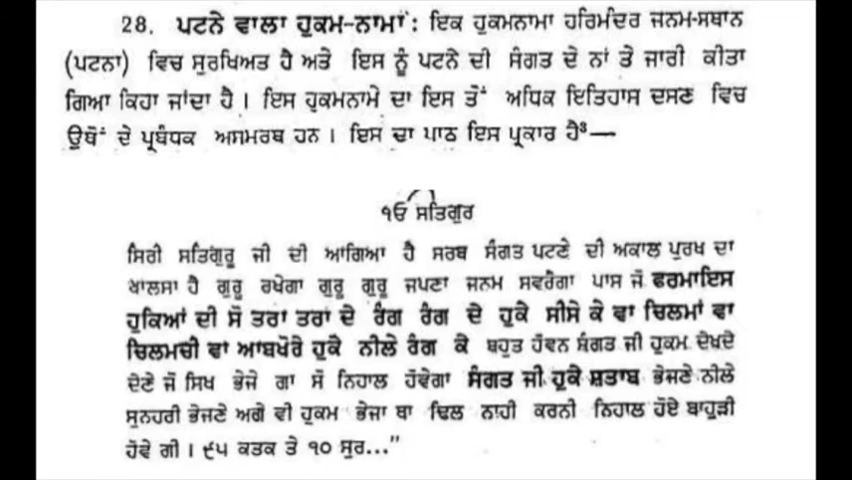 28. ਪਟਨੇ ਵਾਲਾ ਹੁਕਮ-ਨਾਮਾ : ਇਕ ਹੁਕਮਨਾਮਾ ਹਰਿਮੰਦਰ ਜਨਮ-ਸਥਾਨ
(ਪਟਨਾ) ਵਿਚ ਸੁਰਖਿਅਤ ਹੈ ਅਤੇ ਇਸ ਨੂੰ ਪਟਨੇ ਦੀ ਸੰਗਤ ਦੇ ਨਾਂ ਤੇ ਜਾਰੀ ਕੀਤਾ
ਗਿਆ ਕਿਹਾ ਜਾਂਦਾ ਹੈ । ਇਸ ਹੁਕਮਨਾਮੇ ਦਾ ਇਸ ਤੋਂ ਅਧਿਕ ਇਤਿਹਾਸ ਦਸਣ ਵਿਚ
ਉਥੋਂ ਦੇ ਪ੍ਰਬੰਧਕ ਅਸਮਰਥ ਹਨ । ਇਸ ਦਾ ਪਾਠ ਇਸ ਪ੍ਰਕਾਰ ਹੈ³—
੧ਓ ਸਤਿਗੁਰ
ਸਿਰੀ ਸਤਿਗੁਰੂ ਜੀ ਦੀ ਆਗਿਆ ਹੈ ਸਰਬ ਸੰਗਤ ਪਟਣੇ ਦੀ ਅਕਾਲ ਪੁਰਖ ਦਾ
ਖਾਲਸਾ ਹੈ ਗੁਰੂ ਰਖੇਗਾ ਗੁਰੂ ਗੁਰੂ ਜਪਣਾ ਜਨਮ ਸਵਰੈਗਾ ਪਾਸ ਜੋ ਫਰਮਾਇਸ
ਹੁਕਿਆਂ ਦੀ ਸੋ ਤਰਾ ਤਰਾਂ ਦੇ ਰੰਗ ਰੰਗ ਦੇ ਹੁਕੇ ਸੀਸੇ ਕੇ ਵਾ ਚਿਲਮਾਂ ਵਾ
ਚਿਲਮਚੀ ਵਾਂ ਆਬਖੋਰੇ ਹੁਕੇ ਨੀਲੇ ਰੰਗ ਕੇ ਬਹੁਤ ਹੋਵਨ ਸੰਗਤ ਜੀ ਹੁਕਮ ਦੇਖਦੇ
ਦੇਣੇ ਜੋ ਸਿਖ ਭੇਜੇ ਗਾ ਸੋ ਨਿਹਾਲ ਹੋਵੇਗਾ ਸੰਗਤ ਜੀ ਹੁਕੇ ਸ਼ਤਾਬ ਭੇਜਣੇ ਨੀਲੇ
ਸੁਨਹਰੀ ਭੇਜਣੇ ਅਗੇ ਵੀ ਹੁਕਮ ਭੇਜਾ ਥਾ ਢਿਲ ਨਾਹੀ ਕਰਨੀ ਨਿਹਾਲ ਹੋਏ ਬਾਹੁੜੀ
ਹੋਵੇ ਗੀ । ੯੫ ਕਤਕ ਤੇ ੧੦ ਸੁਰ..."